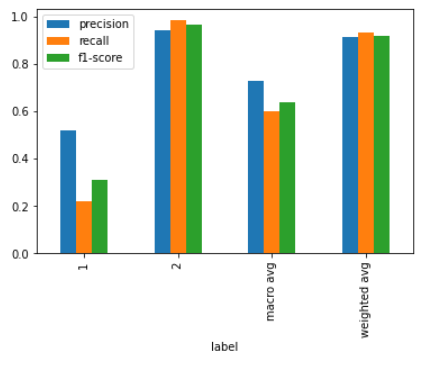 1.0
0.8
0.6
0.4
0.2
0.0
precision
recall
f1-score
1
2
macro avg
weighted avg
label